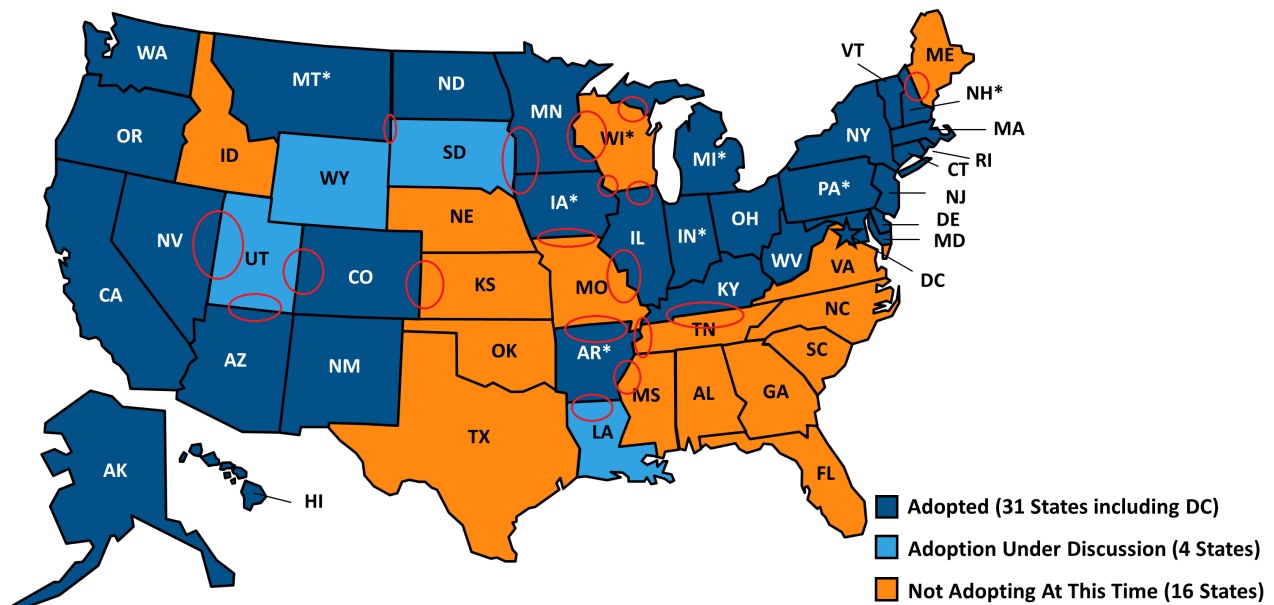 WA
MT*
ND
MN
OR
ID
WY
SD
WI*
MI*
NY
VT
ME
NH*
MA
RI
CT
NJ
DE
MD
DC
PA*
NV
UT
CO
NE
IA*
IL
IN*
OH
WV
VA
CA
KS
MO
KY
NC
AZ
NM
OK
AR*
TN
SC
TX
LA
MS
AL
GA
FL
AK
HI
Adopted (31 States including DC)
Adoption Under Discussion (4 States)
Not Adopting At This Time (16 States)